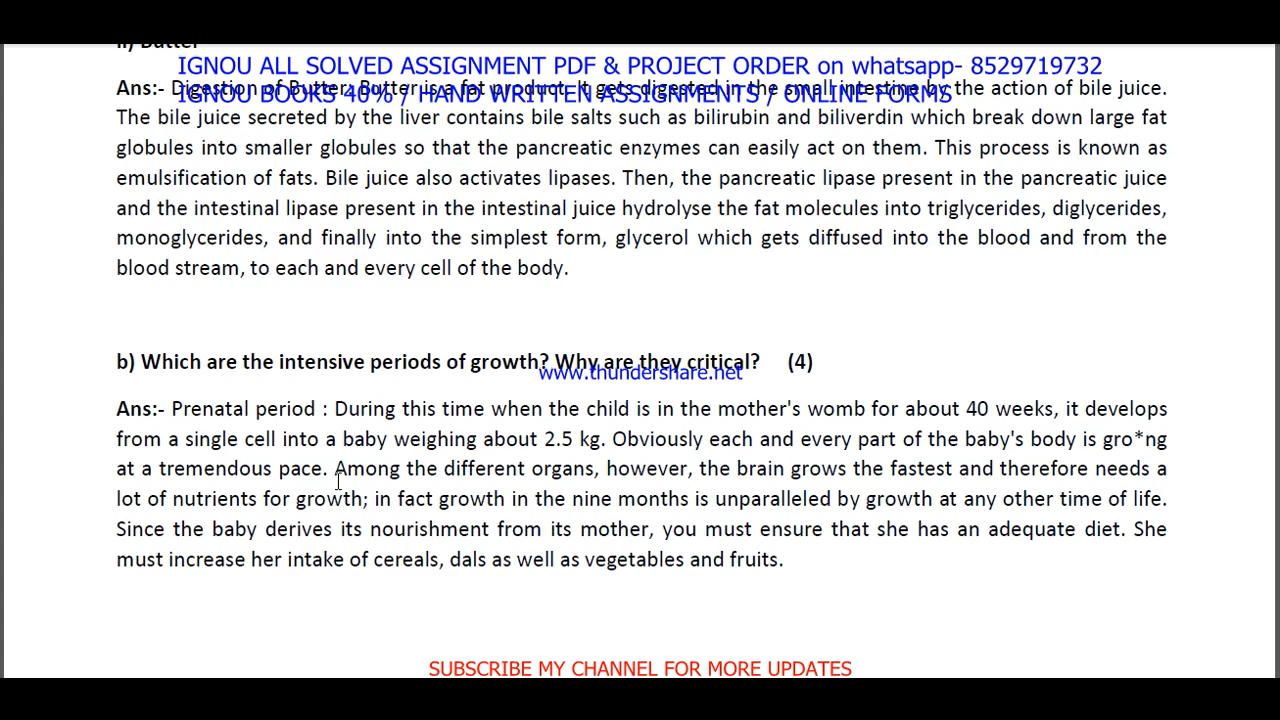 ii) Butter
IGNOU ALL SOLVED ASSIGNMENT PDF & PROJECT ORDER on whatsapp- 8529719732
Ans:- Digestion of Butter: Butter is a fat product. It gets digested in the small intestine by the action of bile juice.
IGNOU BOOKS 40% / HAND WRITTEN ASSIGNMENTS / ONLINE FORMS
The bile juice secreted by the liver contains bile salts such as bilirubin and biliverdin which break down large fat
globules into smaller globules so that the pancreatic enzymes can easily act on them. This process is known as
emulsification of fats. Bile juice also activates lipases. Then, the pancreatic lipase present in the pancreatic juice
and the intestinal lipase present in the intestinal juice hydrolyse the fat molecules into triglycerides, diglycerides,
monoglycerides, and finally into the simplest form, glycerol which gets diffused into the blood and from the
blood stream, to each and every cell of the body.
b) Which are the intensive periods of growth? Why are they critical? (4)
www.thundershare.net
Ans:- Prenatal period : During this time when the child is in the mother's womb for about 40 weeks, it develops
from a single cell into a baby weighing about 2.5 kg. Obviously each and every part of the baby's body is gro*ng
at a tremendous pace. Among the different organs, however, the brain grows the fastest and therefore needs a
lot of nutrients for growth; in fact growth in the nine months is unparalleled by growth at any other time of life.
Since the baby derives its nourishment from its mother, you must ensure that she has an adequate diet. She
must increase her intake of cereals, dals as well as vegetables and fruits.
SUBSCRIBE MY CHANNEL FOR MORE UPDATES